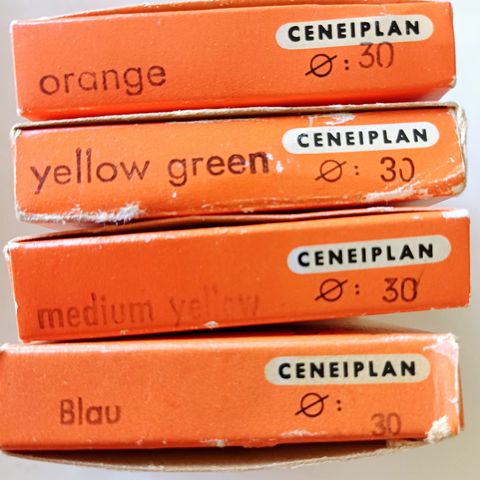 CENEIPLAN
orange Ø: 30
CENEIPLAN
yellow green Ø: 30
CENEIPLAN
medium yellow Ø: 30
CENEIPLAN
Blau Ø: 30